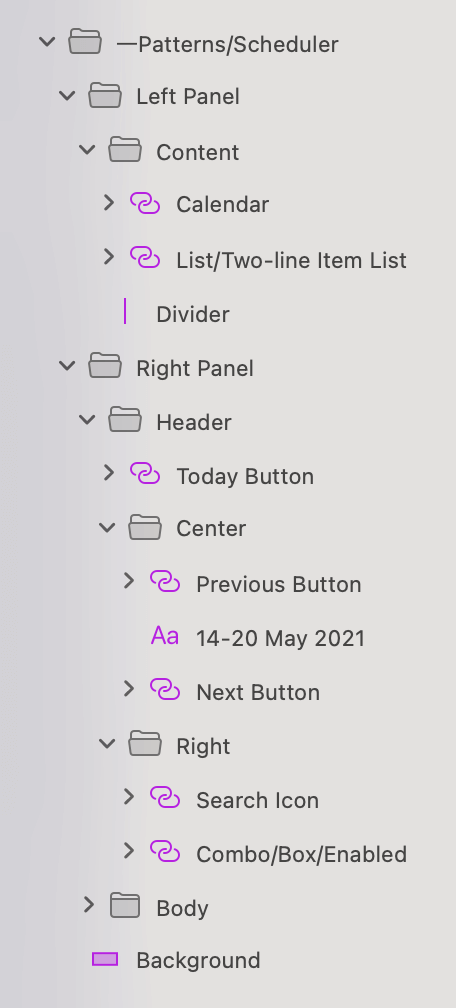 —Patterns/Scheduler
Left Panel
Content
Calendar
List/Two-line Item List
Divider
Right Panel
Header
Today Button
Center
Previous Button
Aa 14-20 May 2021
Next Button
Right
Search Icon
Combo/Box/Enabled
Body
Background